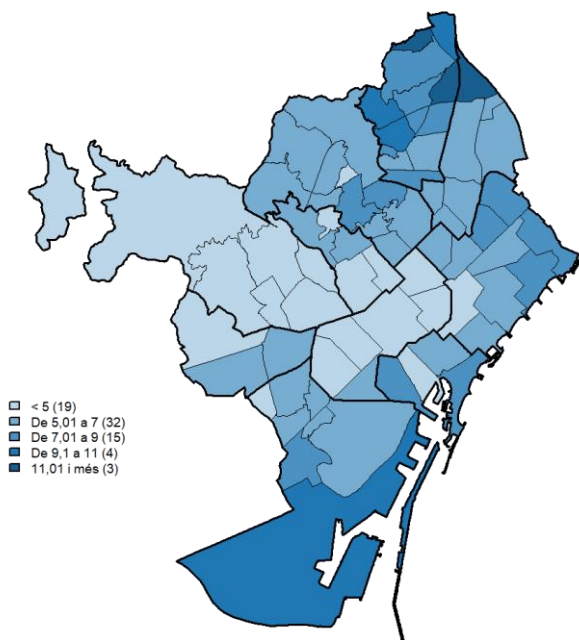 < 5 (19)
De 5,01 a 7 (32)
De 7,01 a 9 (15)
De 9,1 a 11 (4)
11,01 i més (3)